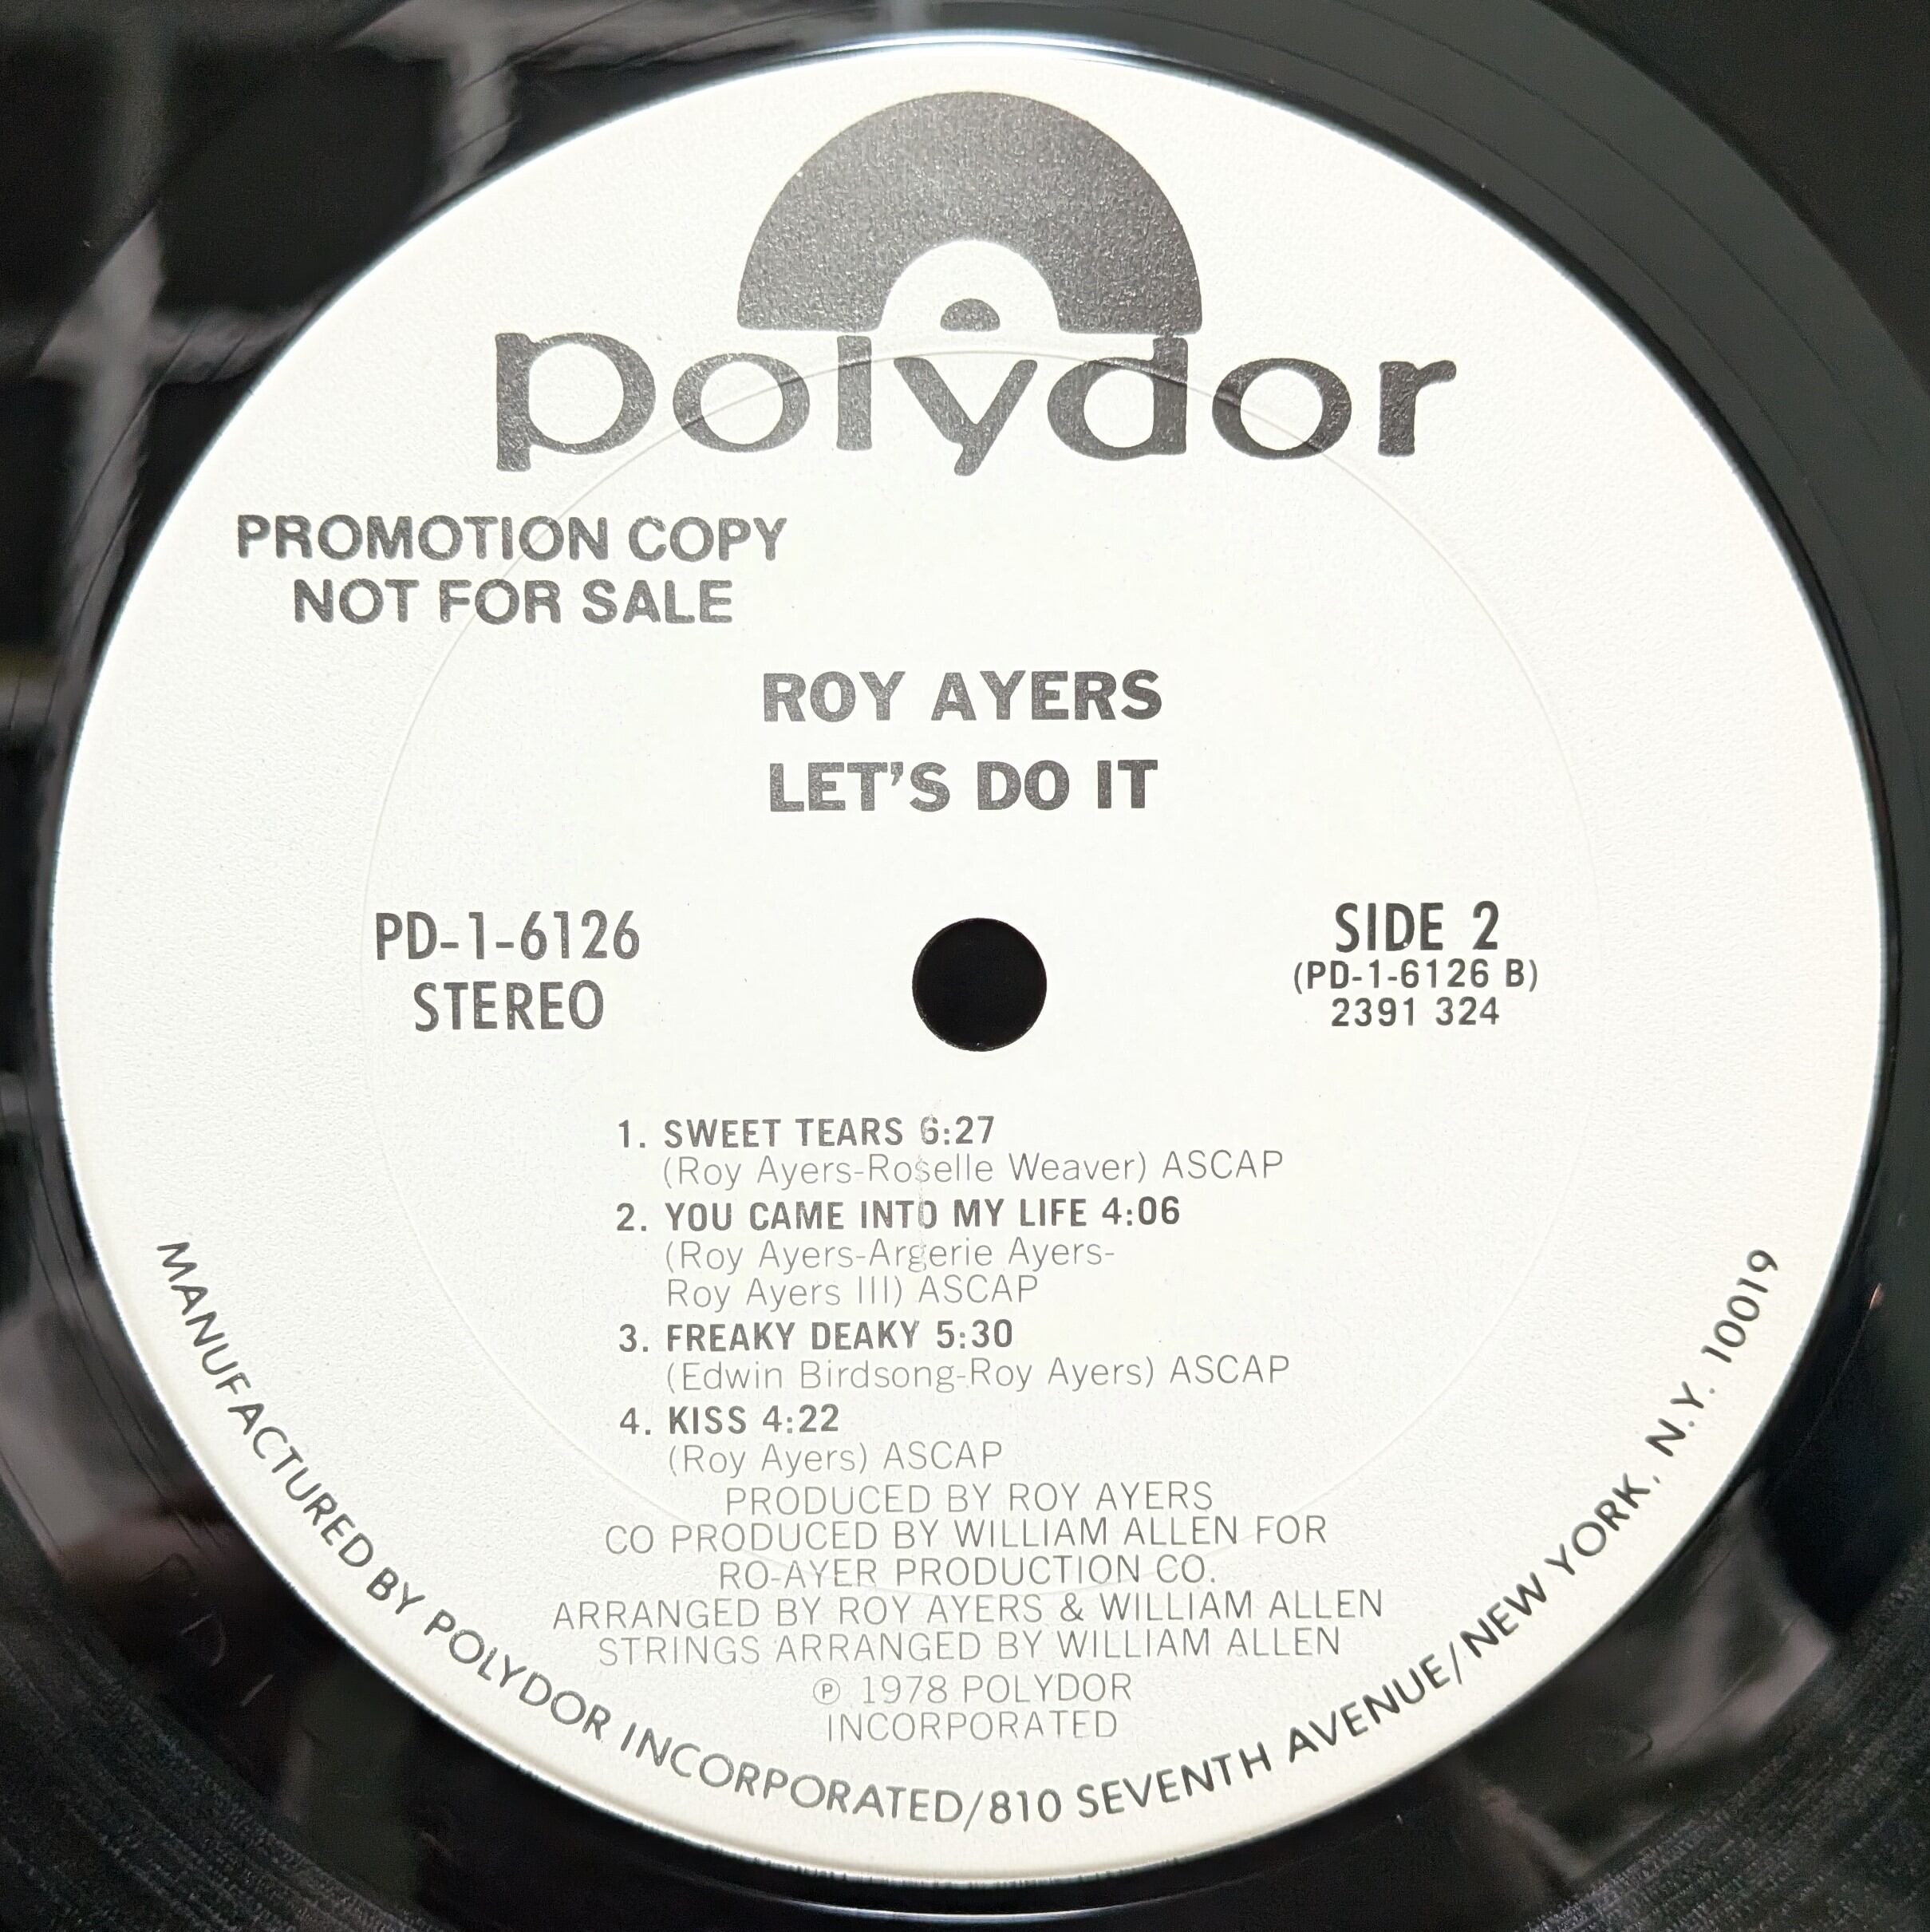 polydor
PROMOTION COPY
NOT FOR SALE
ROY AYERS
LET'S DO IT
PD-1-6126
STEREO
SIDE 2
(PD-1-6126 B)
2391 324
1. SWEET TEARS 6:27
(Roy Ayers-Roselle Weaver) ASCAP
2. YOU CAME INTO MY LIFE 4:06
(Roy Ayers-Argerie Ayers-
Roy Ayers III) ASCAP
3. FREAKY DEAKY 5:30
(Edwin Birdsong-Roy Ayers) ASCAP
4. KISS 4:22
(Roy Ayers) ASCAP
PRODUCED BY ROY AYERS
CO PRODUCED BY WILLIAM ALLEN FOR
RO-AYER PRODUCTION CO.
ARRANGED BY ROY AYERS & WILLIAM ALLEN
STRINGS ARRANGED BY WILLIAM ALLEN
℗ 1978 POLYDOR
INCORPORATED
MANUFACTURED BY POLYDOR INCORPORATED/810 SEVENTH AVENUE/NEW YORK, N.Y. 10019